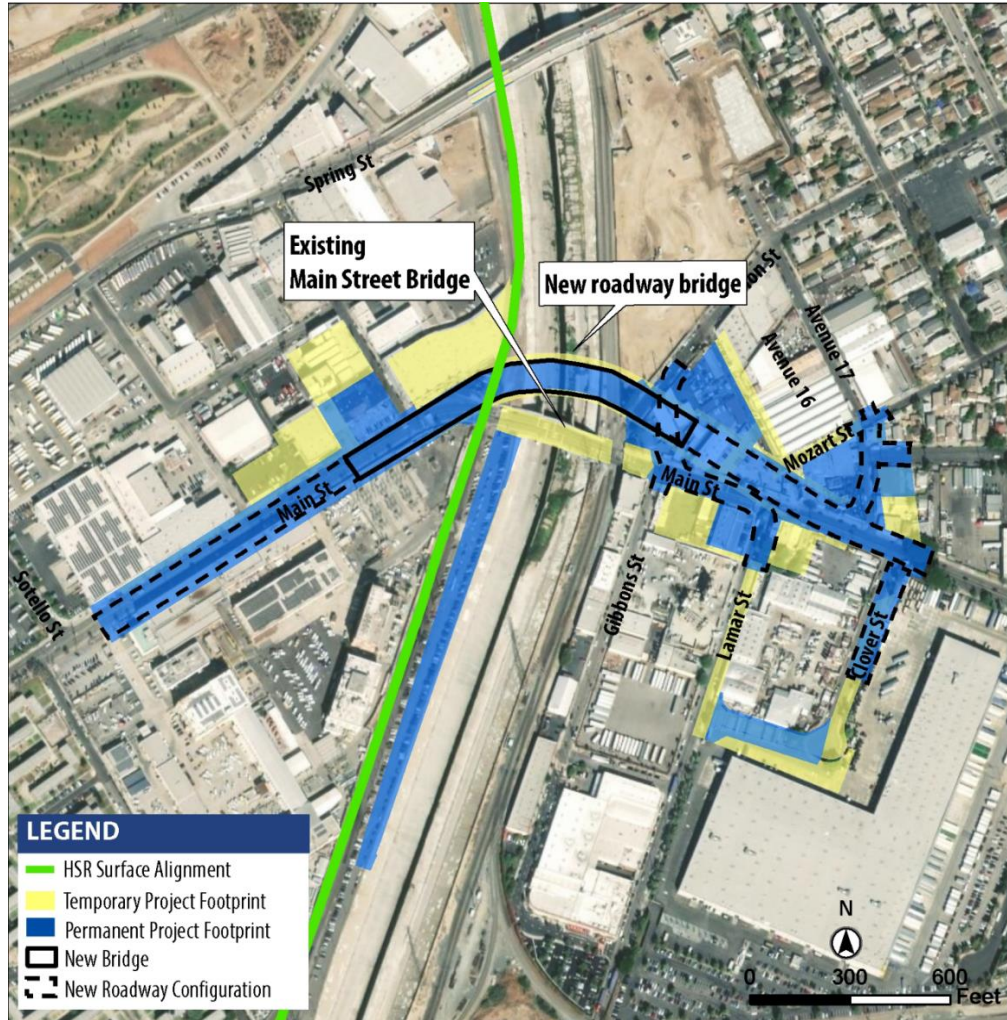 Spring St
Existing
Main Street Bridge
New roadway bridge
Avenue 17
Avenue 16
Mozart St
Main St
Main St
Sotello St
Gibbons St
Lamar St
Clover St
LEGEND
HSR Surface Alignment
Temporary Project Footprint
Permanent Project Footprint
New Bridge
New Roadway Configuration
N
0 300 600
Feet